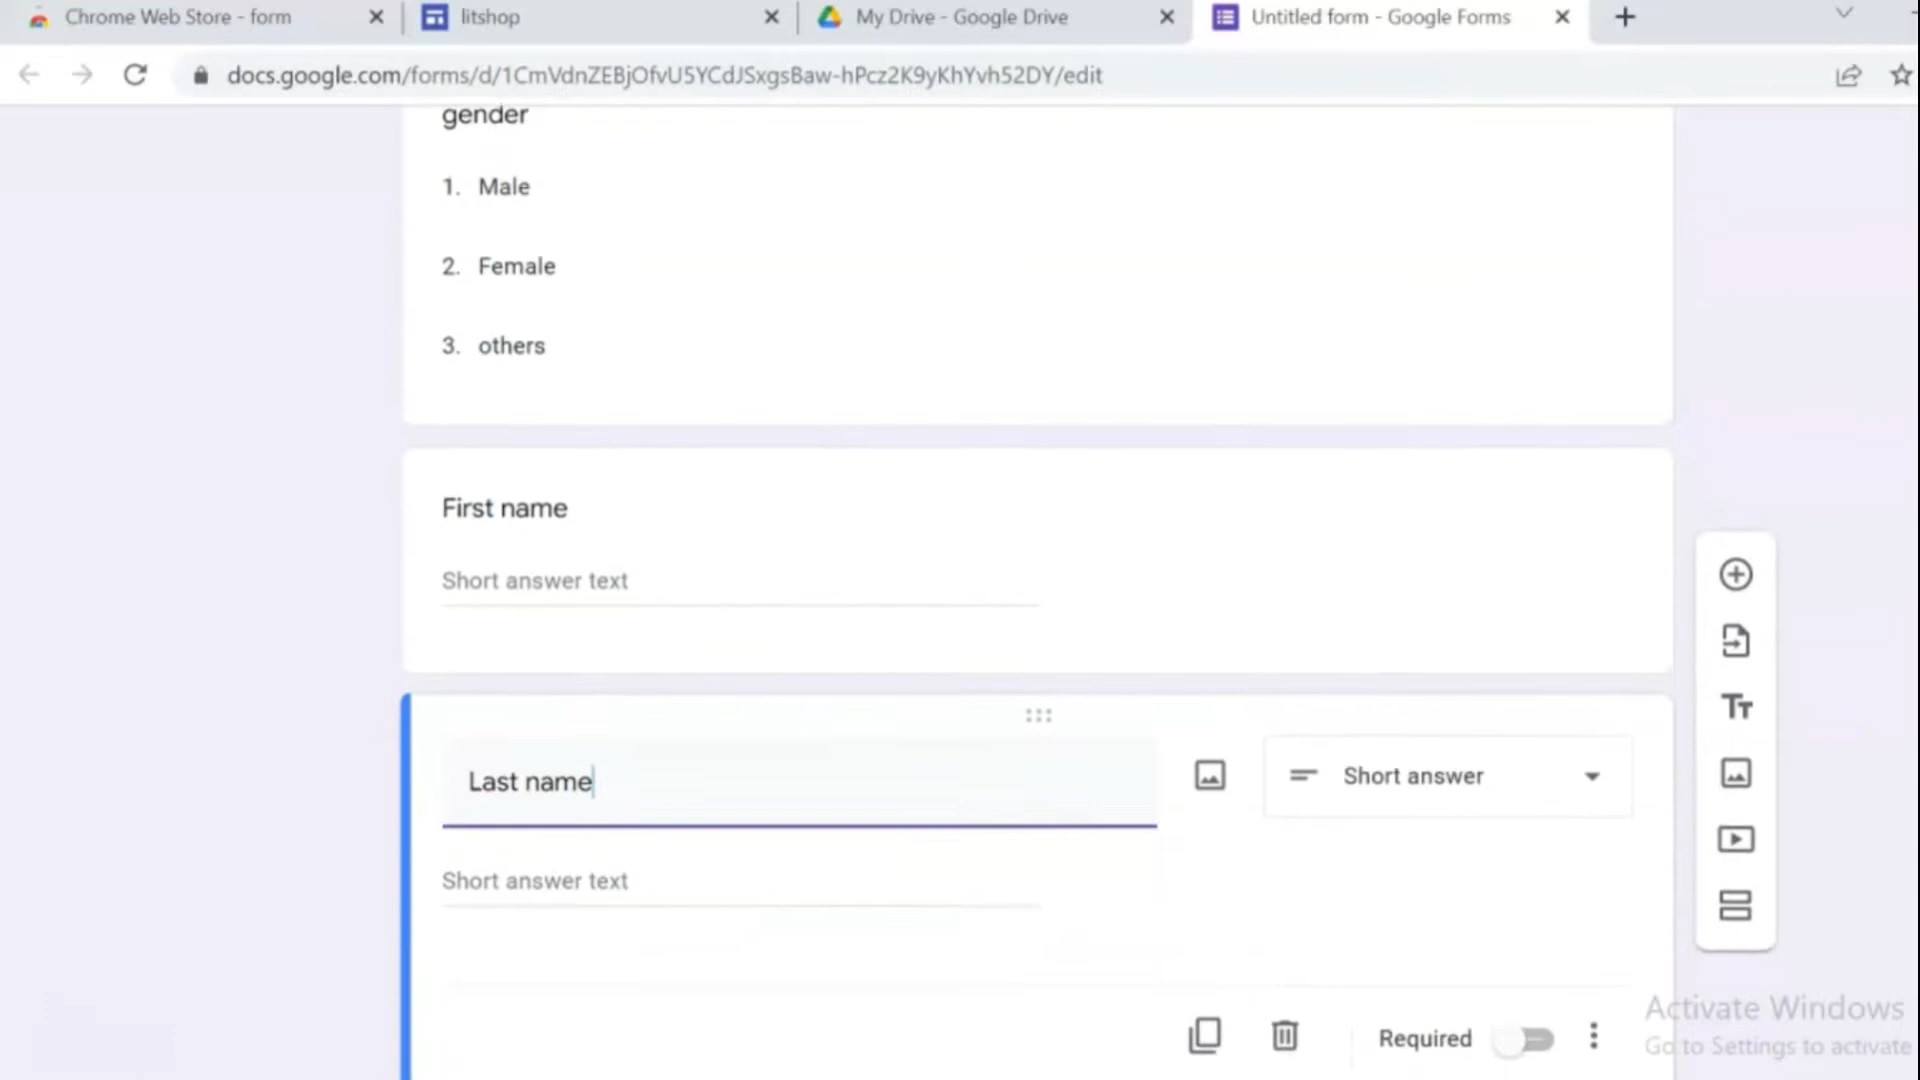 Chrome Web Store - form
litshop
My Drive - Google Drive
Untitled form - Google Forms
docs.google.com/forms/d/1CmVdnZEBjOfvU5YCdJSxgsBaw-hPcz2K9yKhYvh52DY/edit
gender
1. Male
2. Female
3. others
First name
Short answer text
Last name
Short answer
Short answer text
Required
Activate Windows
Go to Settings to activate